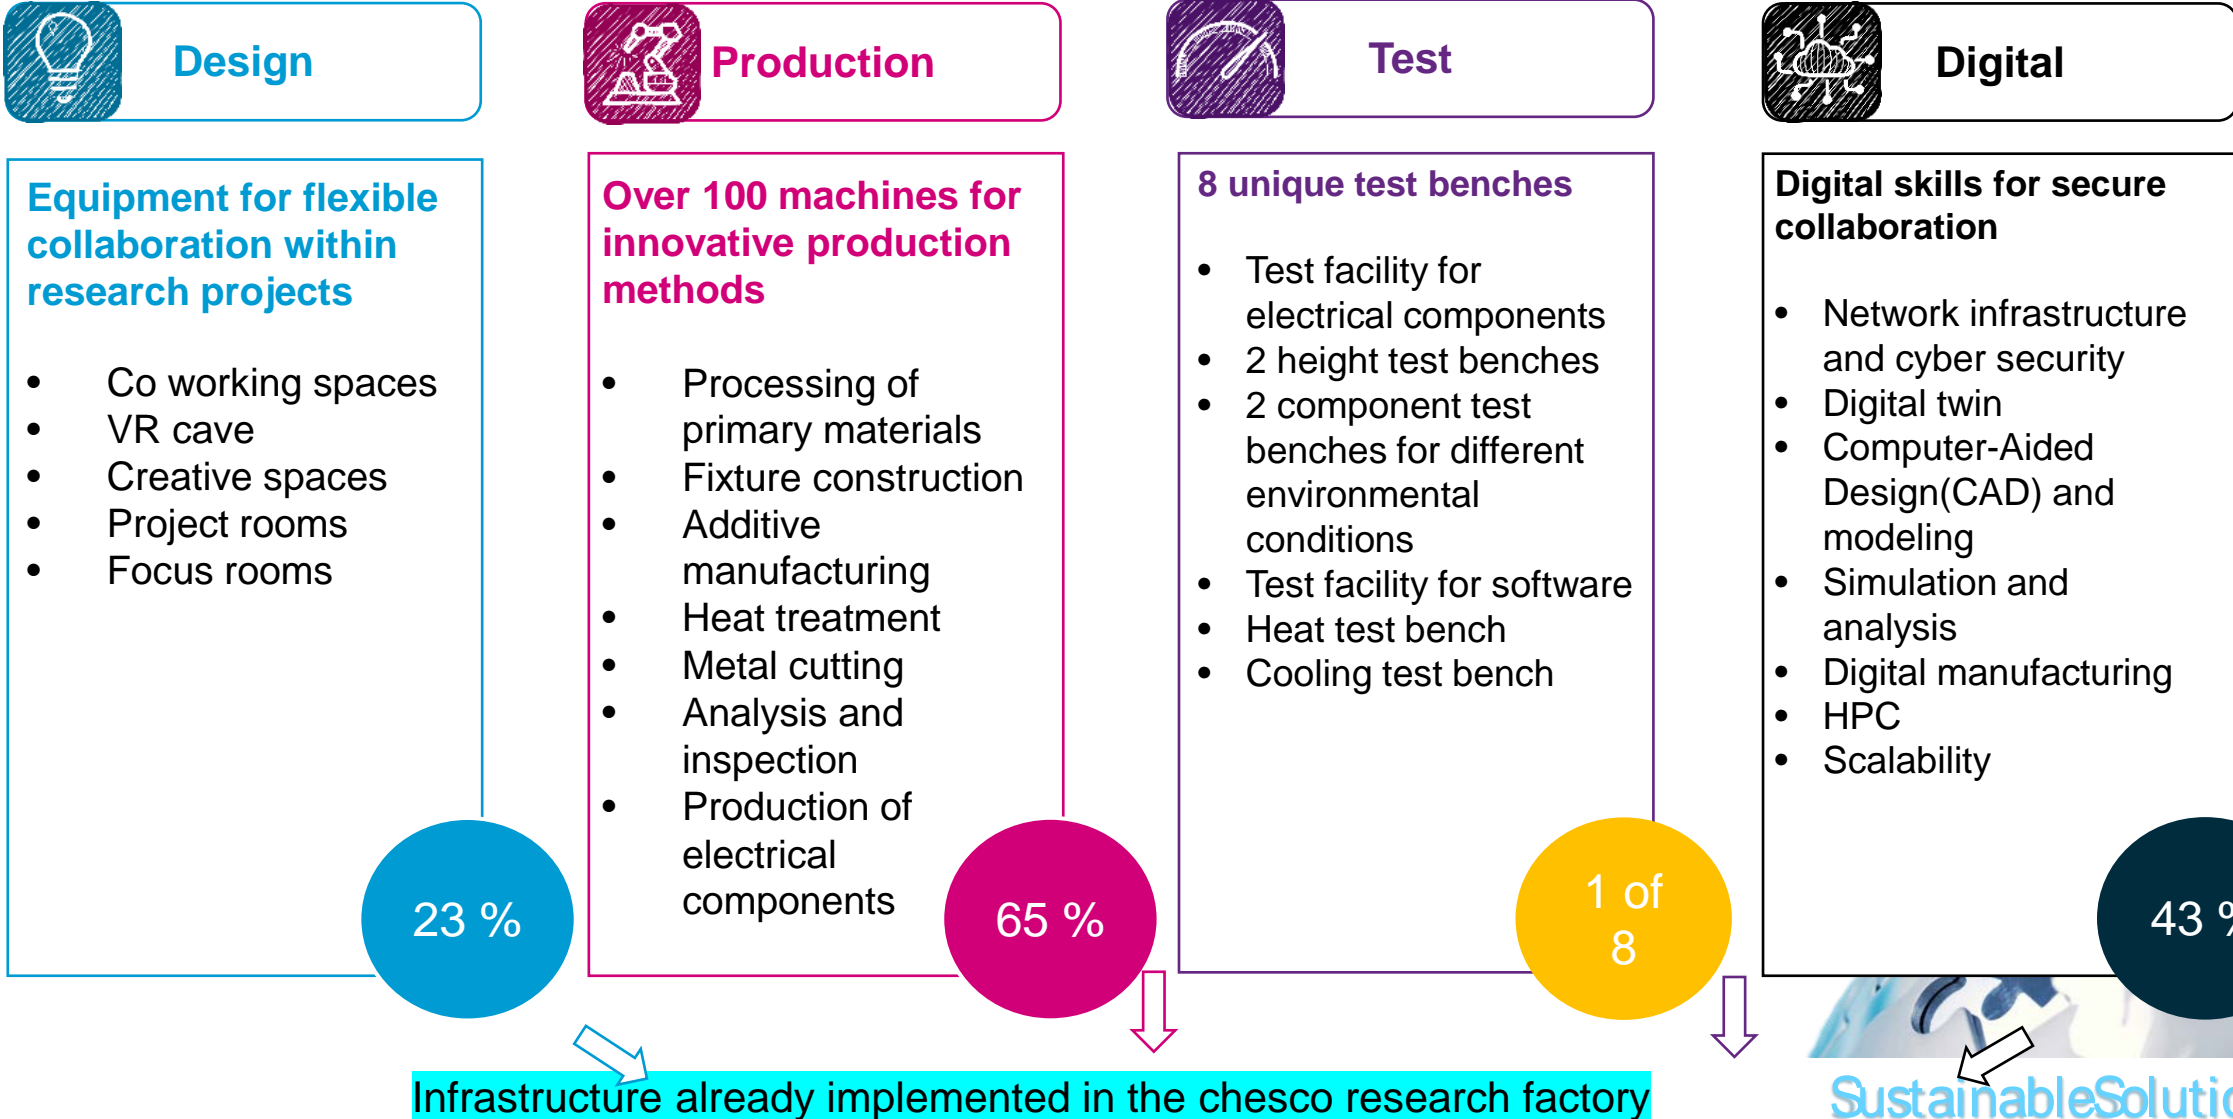 Design
Equipment for flexible
collaboration within
research projects
• Co working spaces
• VR cave
• Creative spaces
• Project rooms
• Focus rooms
23 %
Production
Over 100 machines for
innovative production
methods
• Processing of
primary materials
• Fixture construction
• Additive
manufacturing
• Heat treatment
• Metal cutting
• Analysis and
inspection
• Production of
electrical
components
65 %
Test
8 unique test benches
• Test facility for
electrical components
• 2 height test benches
• 2 component test
benches for different
environmental
conditions
• Test facility for software
• Heat test bench
• Cooling test bench
1 of
8
Digital
Digital skills for secure
collaboration
• Network infrastructure
and cyber security
• Digital twin
• Computer-Aided
Design(CAD) and
modeling
• Simulation and
analysis
• Digital manufacturing
• HPC
• Scalability
43 %
Infrastructure already implemented in the chesco research factory